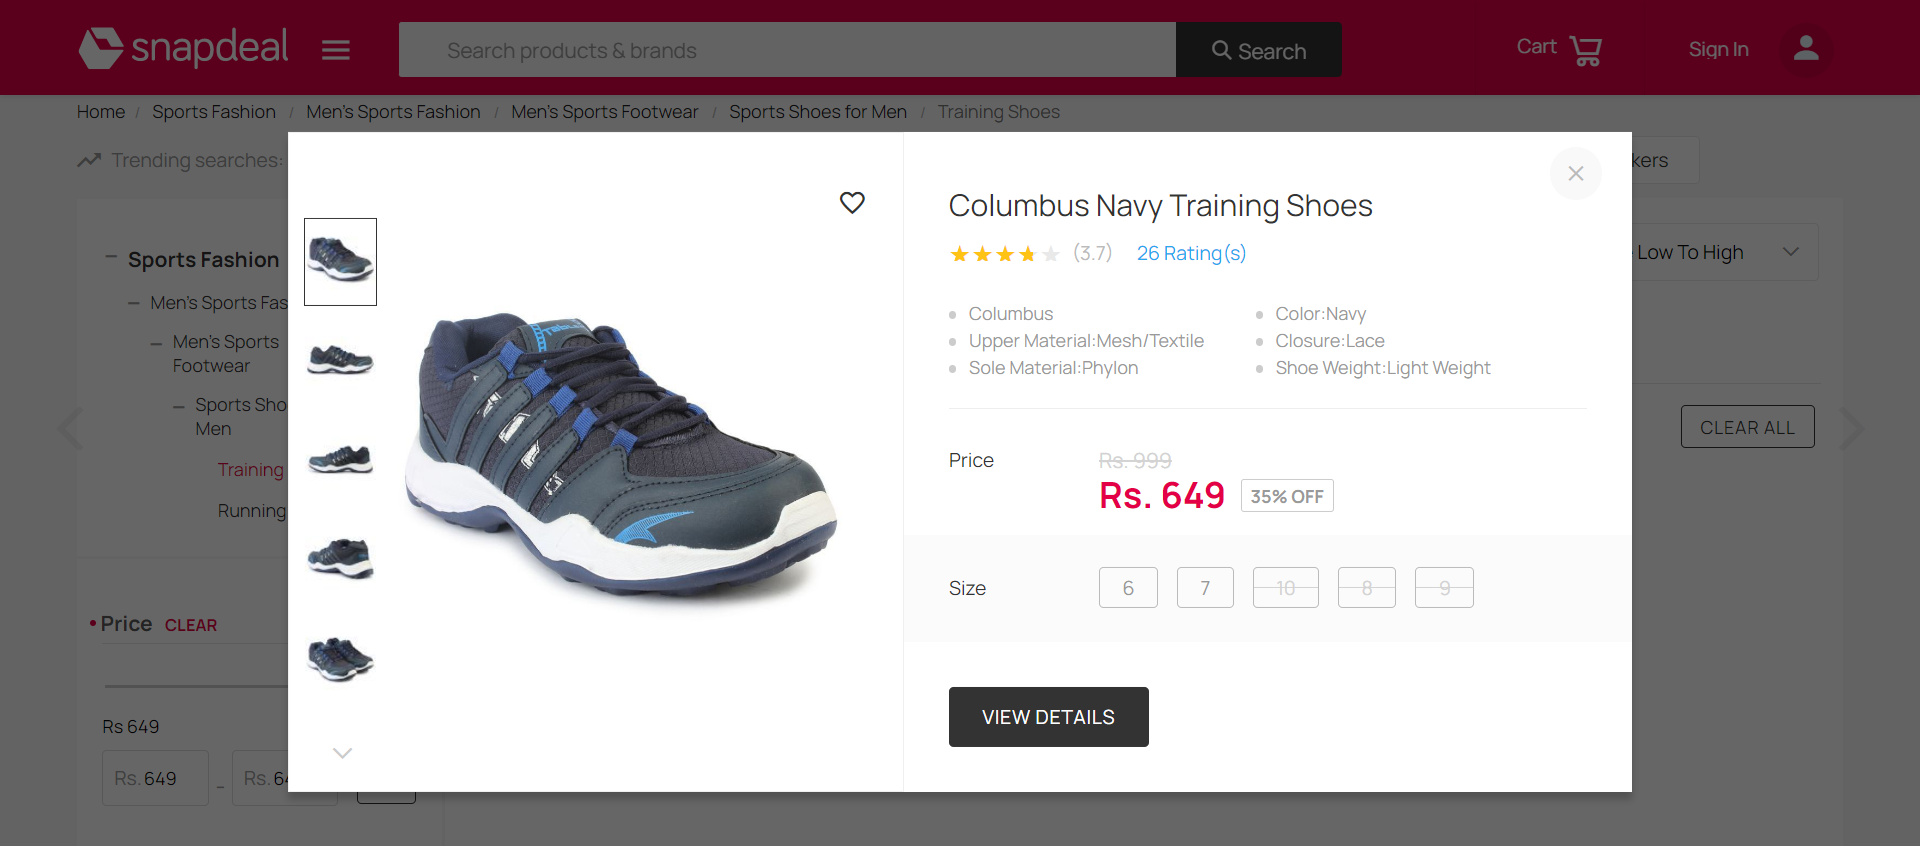 snapdeal
Search products & brands
Search
Cart
Sign In
Home / Sports Fashion / Men's Sports Fashion / Men's Sports Footwear / Sports Shoes for Men / Training Shoes
Trending searches:
kers
Sports Fashion
Men's Sports Fas
Men's Sports
Footwear
Sports Sho
Men
Training
Running
Price CLEAR
Rs 649
Rs. 649 - Rs. 64
Low To High
CLEAR ALL
Columbus Navy Training Shoes
(3.7) 26 Rating(s)
Columbus
Color:Navy
Upper Material:Mesh/Textile
Closure:Lace
Sole Material:Phylon
Shoe Weight:Light Weight
Price
Rs. 999
Rs. 649 35% OFF
Size 6 7 10 8 9
VIEW DETAILS